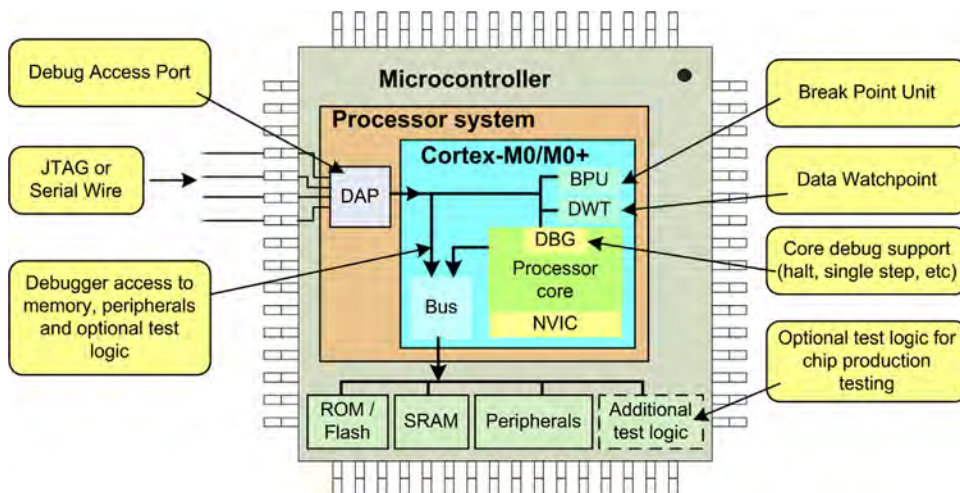 Debug Access Port
JTAG or
Serial Wire
Debugger access to
memory, peripherals
and optional test
logic
Microcontroller
Processor system
Cortex-M0/M0+
DAP
BPU
DWT
DBG
Processor
core
NVIC
Bus
ROM /
Flash
SRAM
Peripherals
Additional
test logic
Break Point Unit
Data Watchpoint
Core debug support
(halt, single step, etc)
Optional test logic for
chip production
testing